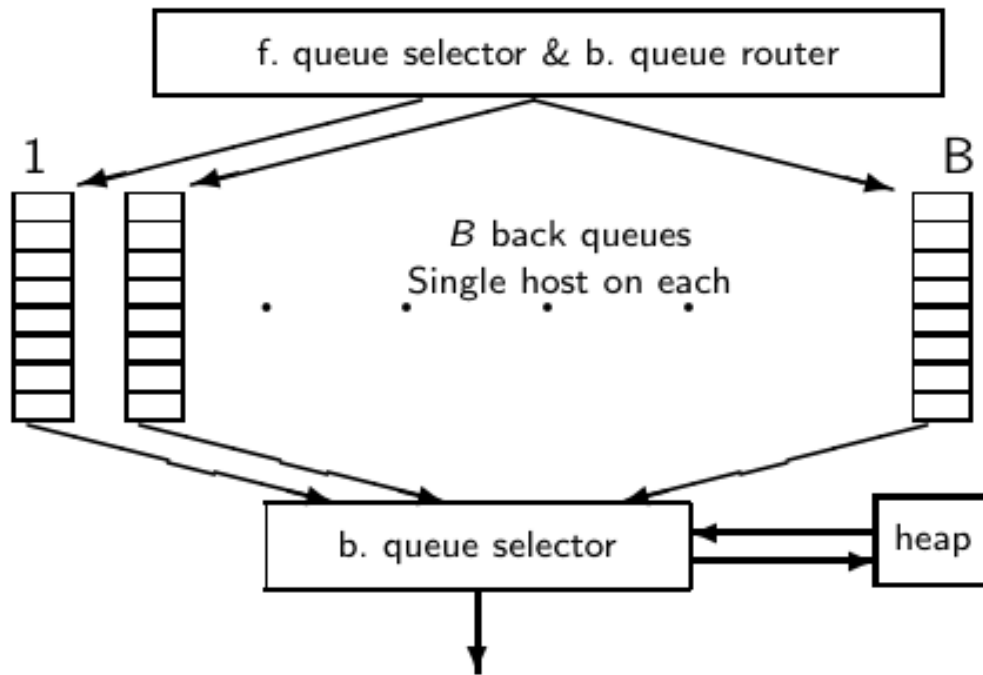 f. queue selector & b. queue router
1
B
B back queues
Single host on each
b. queue selector
heap